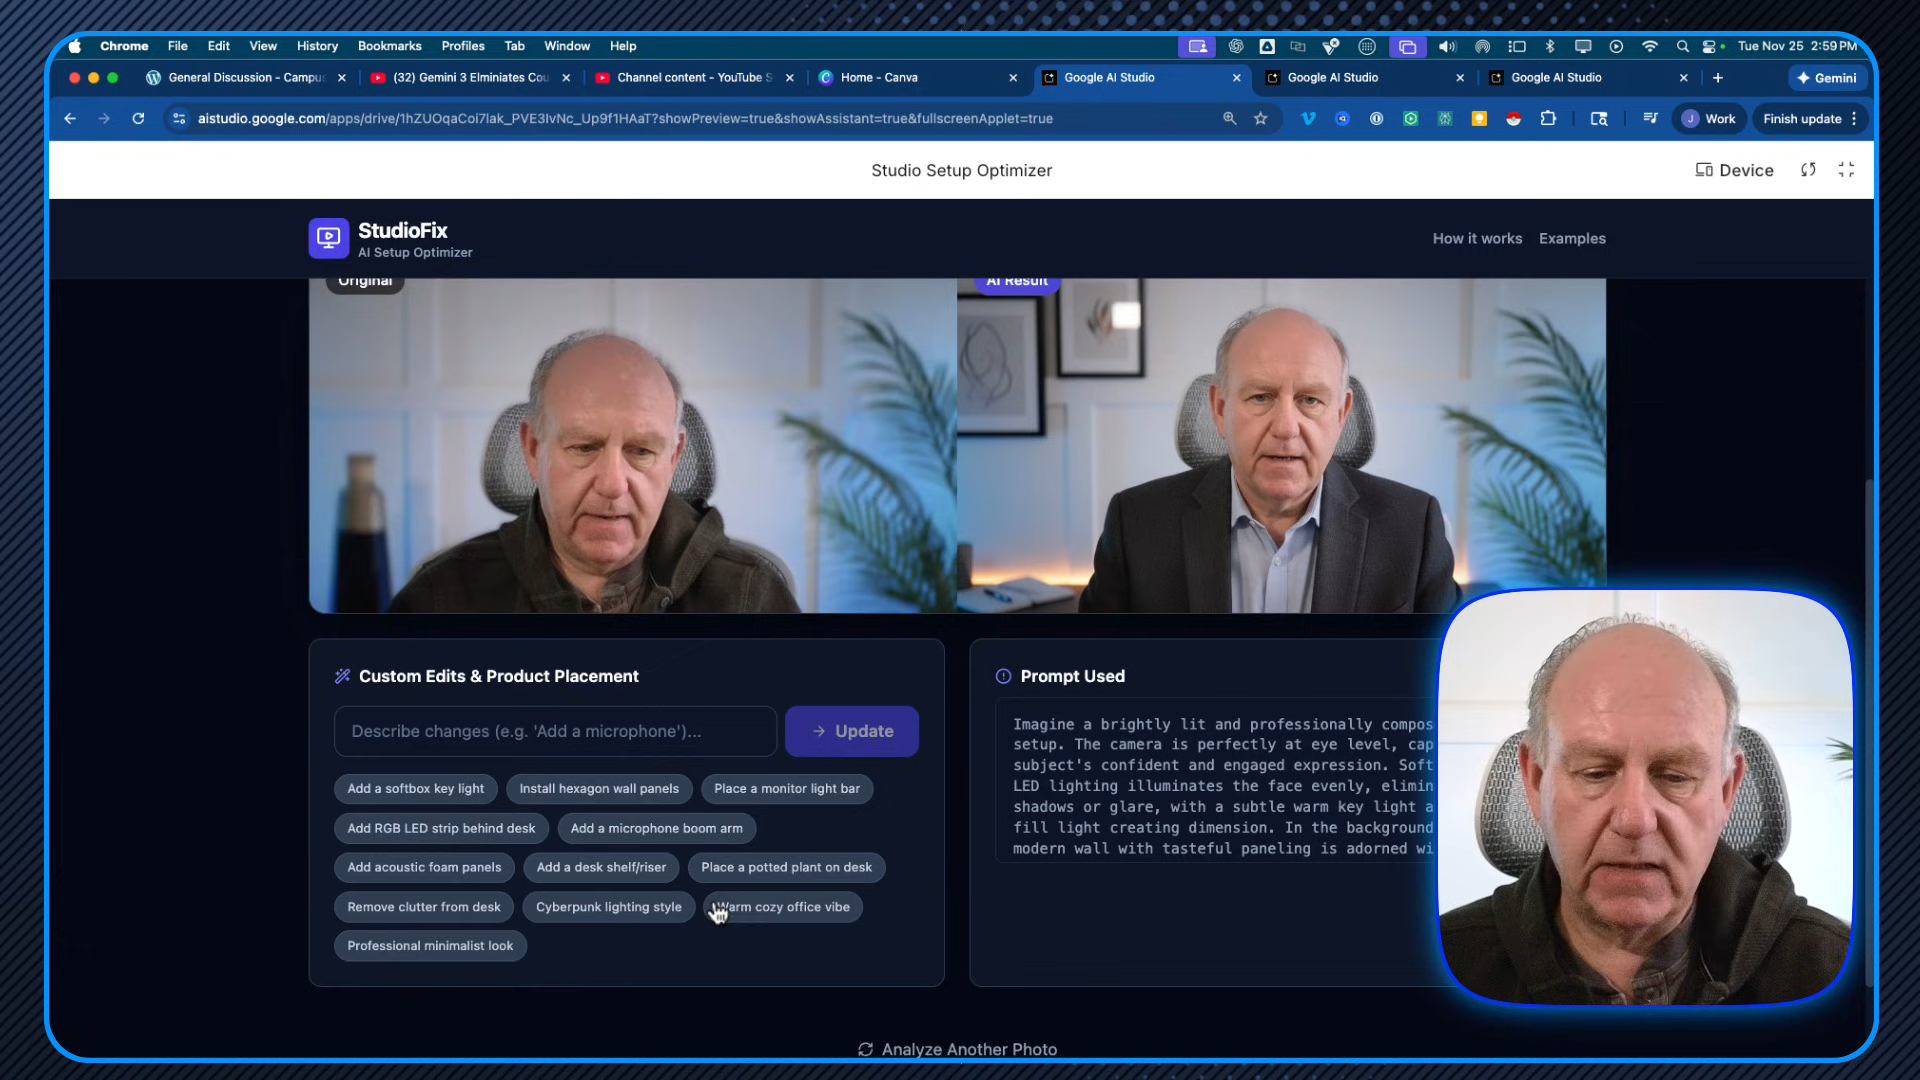 Chrome File Edit View History Bookmarks Profiles Tab Window Help Tue Nov 25 2:59 PM
General Discussion - Campu (32) Gemini 3 Elminiates Cou Channel content - YouTube S Home - Canva Google AI Studio Google AI Studio Google AI Studio Gemini
aistudio.google.com/apps/drive/1hZUOqaCoi7lak_PVE3IvNc_Up9f1HAaT?showPreview=true&showAssistant=true&fullscreenApplet=true J Work Finish update
Studio Setup Optimizer Device
StudioFix
AI Setup Optimizer
How it works Examples
Original AI Result
Custom Edits & Product Placement
Describe changes (e.g. 'Add a microphone')... Update
Add a softbox key light Install hexagon wall panels Place a monitor light bar
Add RGB LED strip behind desk Add a microphone boom arm
Add acoustic foam panels Add a desk shelf/riser Place a potted plant on desk
Remove clutter from desk Cyberpunk lighting style Warm cozy office vibe
Professional minimalist look
Prompt Used
Imagine a brightly lit and professionally compos
setup. The camera is perfectly at eye level, cap
subject's confident and engaged expression. Sof
LED lighting illuminates the face evenly, elimin
shadows or glare, with a subtle warm key light a
fill light creating dimension. In the background
modern wall with tasteful paneling is adorned wi
Analyze Another Photo